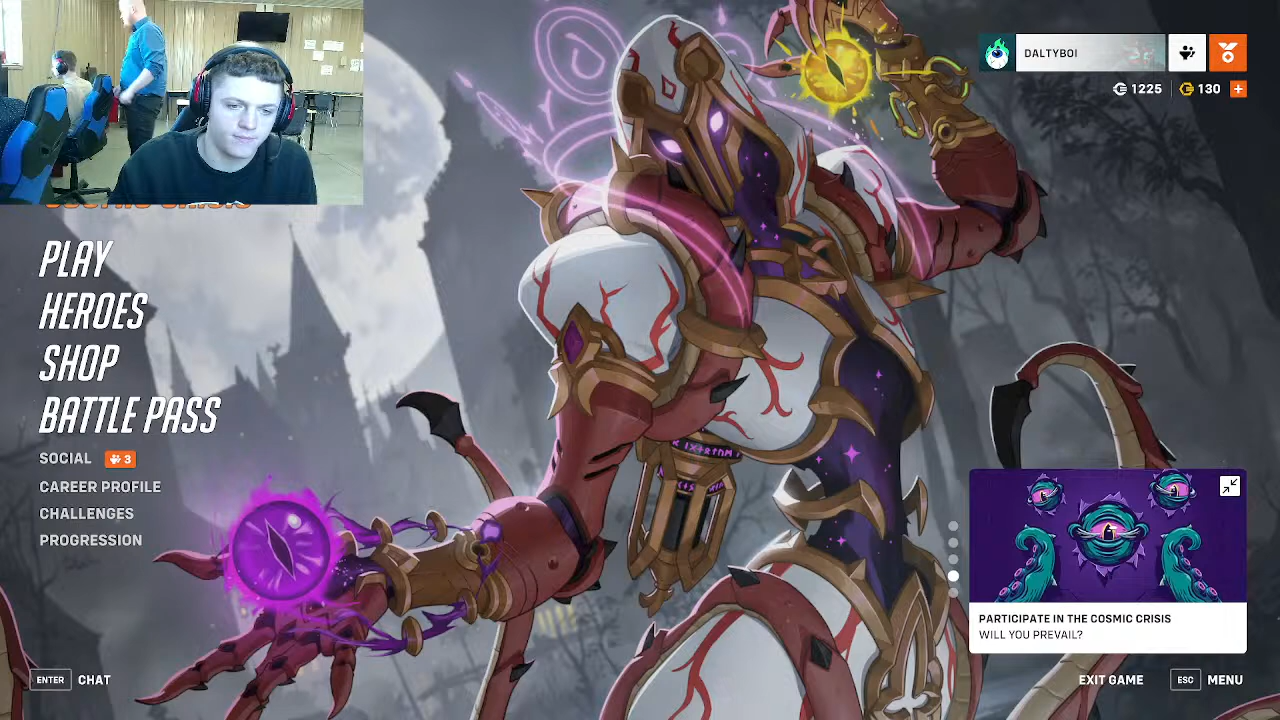 DALTYBOI
1225
130
PLAY
HEROES
SHOP
BATTLE PASS
SOCIAL 3
CAREER PROFILE
CHALLENGES
PROGRESSION
PARTICIPATE IN THE COSMIC CRISIS
WILL YOU PREVAIL?
ENTER CHAT
EXIT GAME
ESC MENU